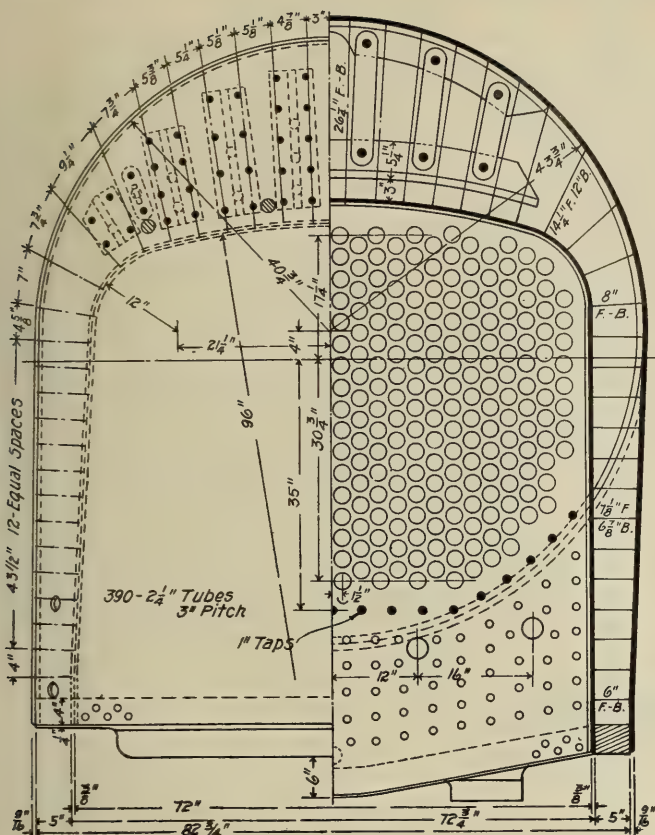 5 1/8" 5 1/8" 4 7/8" 3"
5 1/4"
5 3/8"
7 3/4"
9 1/4"
7 3/4"
7"
4 5/8"
26 1/4" F.-B.
5 1/4"
3"
43 3/4"
14 1/4" F. 12" B.
40 3/4"
17 1/4"
12"
21 1/4"
4"
8"
F.-B.
96"
30 3/4"
35"
43 1/2" 12-Equal Spaces
17 1/8" F
6 7/8" B.
390-2 1/4" Tubes
3" Pitch
1 1/2"
1" Taps
12" 16"
4"
4"
1"
6"
F.-B.
6"
9/16" 5" 3/8" 72" 72 3/4" 3/8" 5" 9/16"
82 3/4"